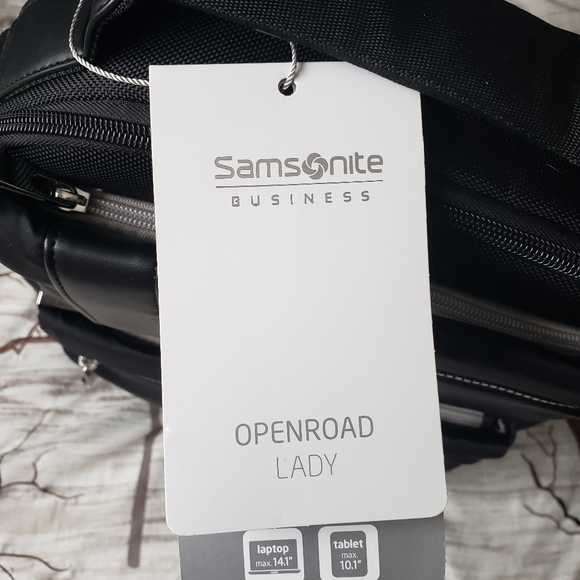 Samsonite
BUSINESS
OPENROAD
LADY
laptop
max. 14.1"
tablet
max.
10.1"